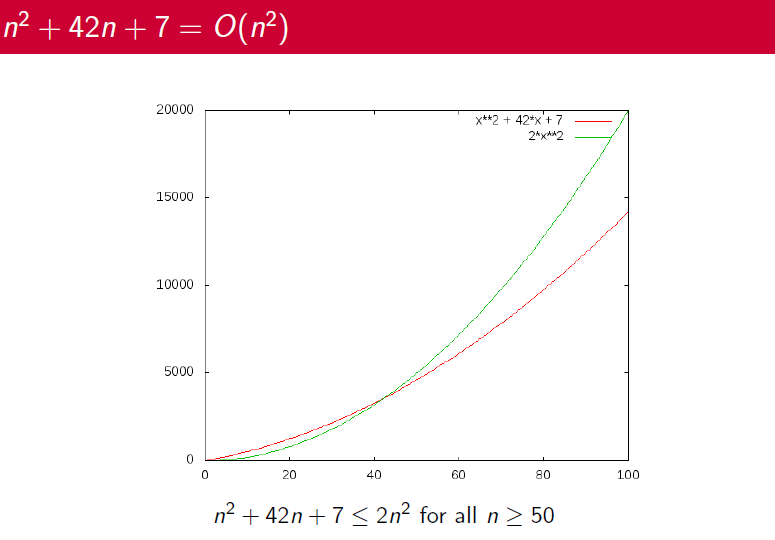 n² + 42n + 7 = O(n²)
20000
x**2 + 42*x + 7
2*x**2
15000
10000
5000
0
0 20 40 60 80 100
n² + 42n + 7 ≤ 2n² for all n ≥ 50